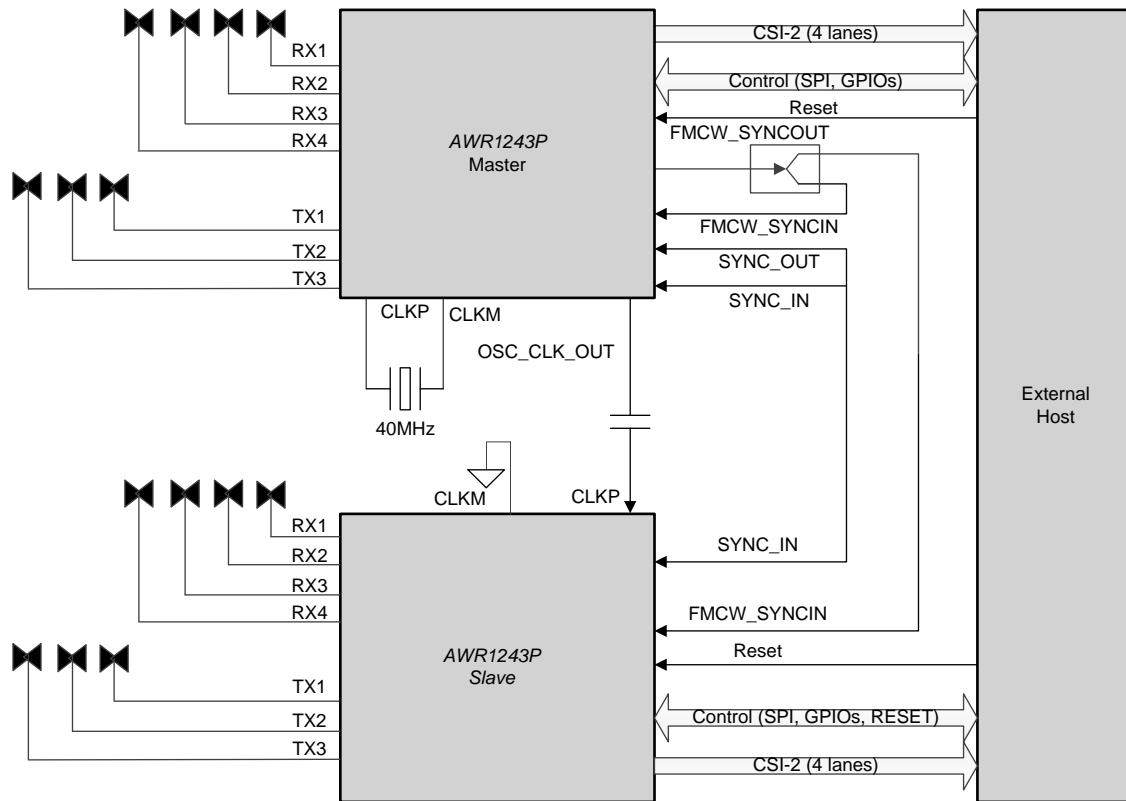 CSI-2 (4 lanes)
RX1
RX2
Control (SPI, GPIOs)
RX3
Reset
RX4
FMCW_SYNCOUT
AWR1243P
Master
TX1
FMCW_SYNCIN
TX2
SYNC_OUT
TX3
SYNC_IN
CLKP
CLKM
OSC_CLK_OUT
40MHz
External
Host
CLKM
CLKP
RX1
SYNC_IN
RX2
RX3
RX4
FMCW_SYNCIN
AWR1243P
Slave
Reset
TX1
TX2
Control (SPI, GPIOs, RESET)
TX3
CSI-2 (4 lanes)